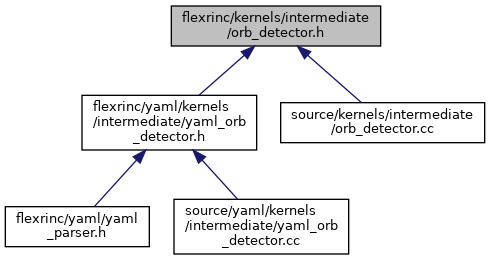 flexrinc/kernels/intermediate
/orb_detector.h
flexrinc/yaml/kernels
/intermediate/yaml_orb
_detector.h
source/kernels/intermediate
/orb_detector.cc
flexrinc/yaml/yaml
_parser.h
source/yaml/kernels
/intermediate/yaml_orb
_detector.cc